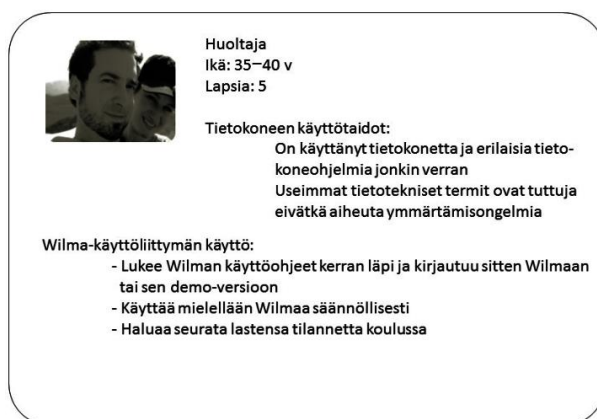 Huoltaja
Ikä: 35–40 v
Lapsia: 5
Tietokoneen käyttötaidot:
On käyttänyt tietokonetta ja erilaisia tieto-
koneohjelmia jonkin verran
Useimmat tietotekniset termit ovat tuttuja
eivätkä aiheuta ymmärtämisongelmia
Wilma-käyttöliittymän käyttö:
- Lukee Wilman käyttöohjeet kerran läpi ja kirjautuu sitten Wilmaan
tai sen demo-versioon
- Käyttää mielellään Wilmaa säännöllisesti
- Haluaa seurata lastensa tilannetta koulussa